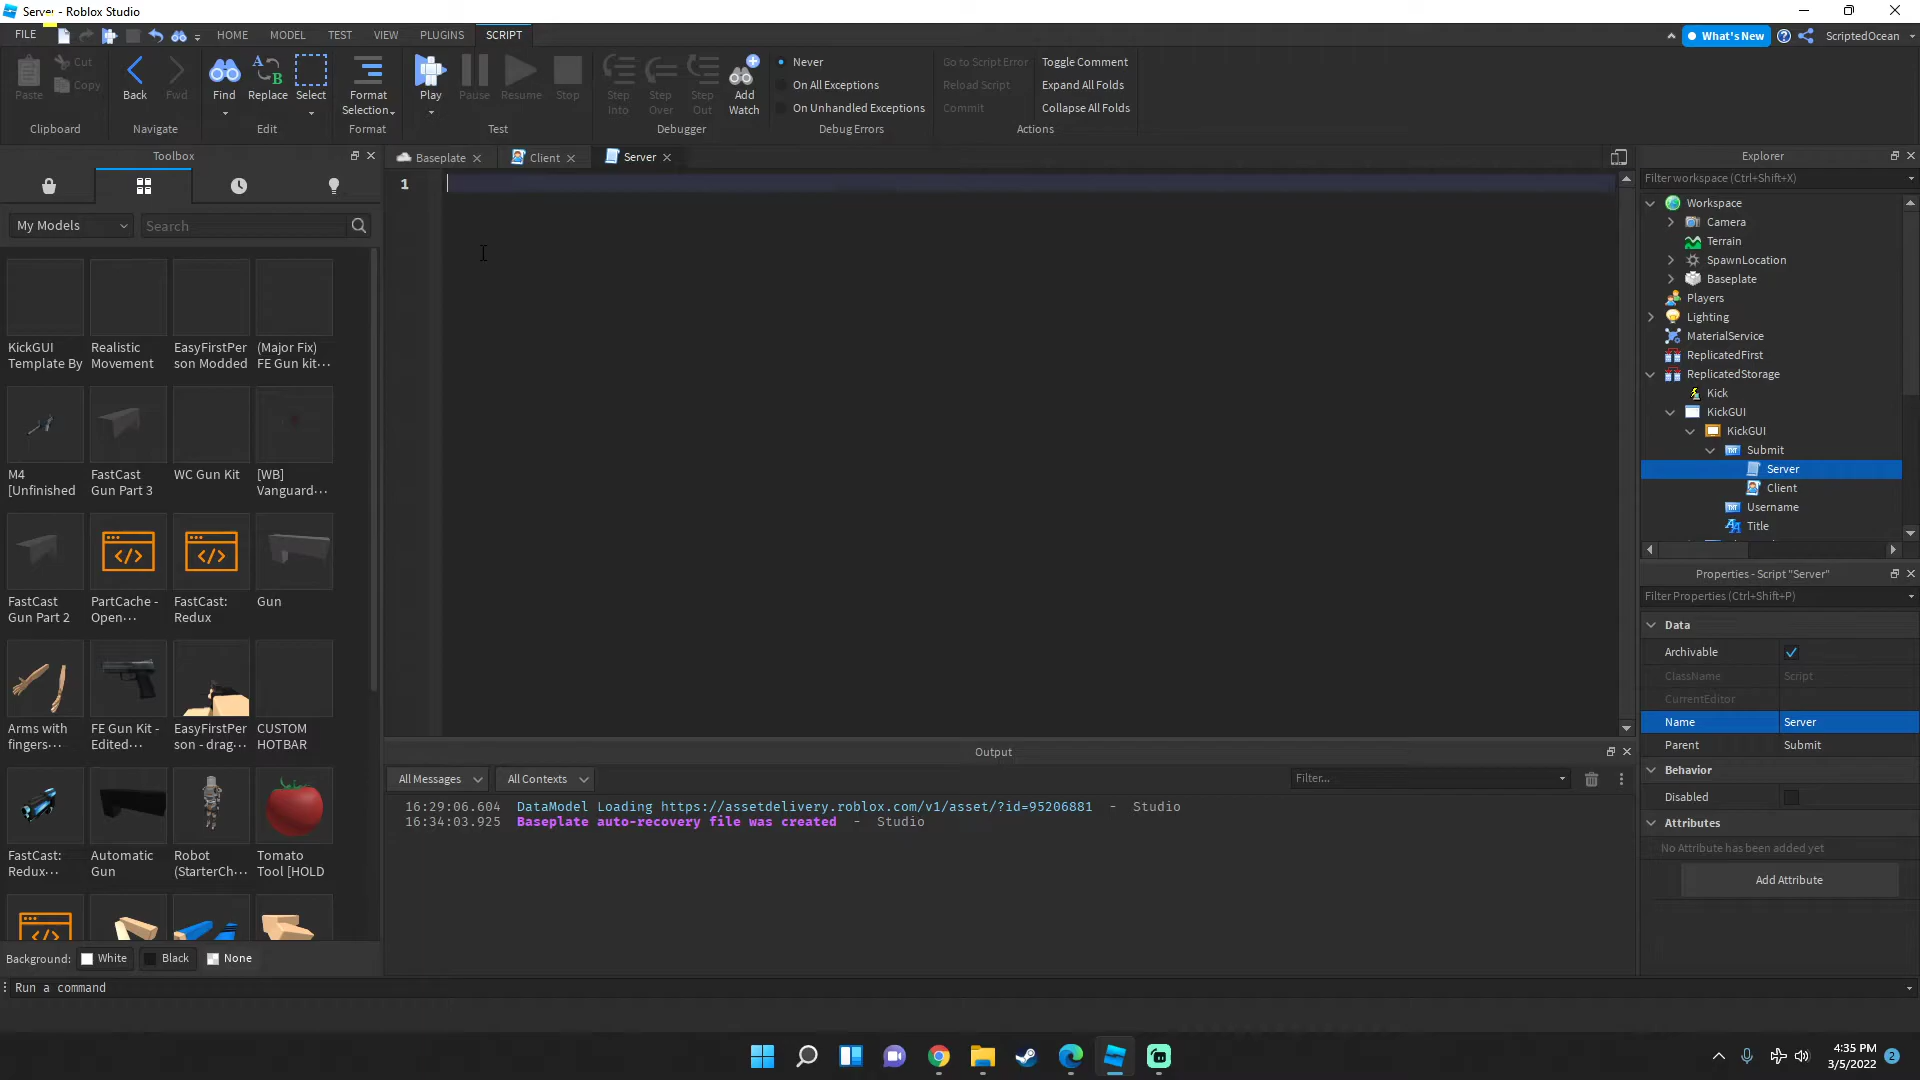 Server - Roblox Studio
FILE
HOME
MODEL
TEST
VIEW
PLUGINS
SCRIPT
What's New
ScriptedOcean
Paste
Cut
Copy
Clipboard
Back
Fwd
Navigate
Find
Replace
Select
Edit
Format
Selection
Format
Play
Pause
Resume
Stop
Test
Step
Into
Step
Over
Step
Out
Add
Watch
Debugger
Never
On All Exceptions
On Unhandled Exceptions
Debug Errors
Go to Script Error
Reload Script
Commit
Toggle Comment
Expand All Folds
Collapse All Folds
Actions
Toolbox
My Models
Search
KickGUI
Template By
Realistic
Movement
EasyFirstPer
son Modded
(Major Fix)
FE Gun kit...
M4
[Unfinished
FastCast
Gun Part 3
WC Gun Kit
[WB]
Vanguard...
FastCast
Gun Part 2
PartCache -
Open...
FastCast:
Redux
Gun
Arms with
fingers...
FE Gun Kit -
Edited...
EasyFirstPer
son - drag...
CUSTOM
HOTBAR
FastCast:
Redux...
Automatic
Gun
Robot
(StarterCh...
Tomato
Tool [HOLD
Background:
White
Black
None
Run a command
Baseplate
Client
Server
1
Output
All Messages
All Contexts
Filter...
16:29:06.604 DataModel Loading https://assetdelivery.roblox.com/v1/asset/?id=95206881 - Studio
16:34:03.925 Baseplate auto-recovery file was created - Studio
Explorer
Filter workspace (Ctrl+Shift+X)
Workspace
Camera
Terrain
SpawnLocation
Baseplate
Players
Lighting
MaterialService
ReplicatedFirst
ReplicatedStorage
Kick
KickGUI
KickGUI
Submit
Server
Client
Username
Title
Properties - Script "Server"
Filter Properties (Ctrl+Shift+P)
Data
Archivable
ClassName Script
CurrentEditor
Name Server
Parent Submit
Behavior
Disabled
Attributes
No Attribute has been added yet
Add Attribute
4:35 PM
3/5/2022
2